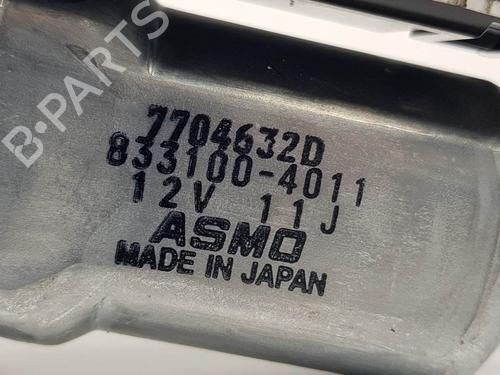 B-PARTS
7704632D
833100-4011
12V 11J
ASMO
MADE IN JAPAN